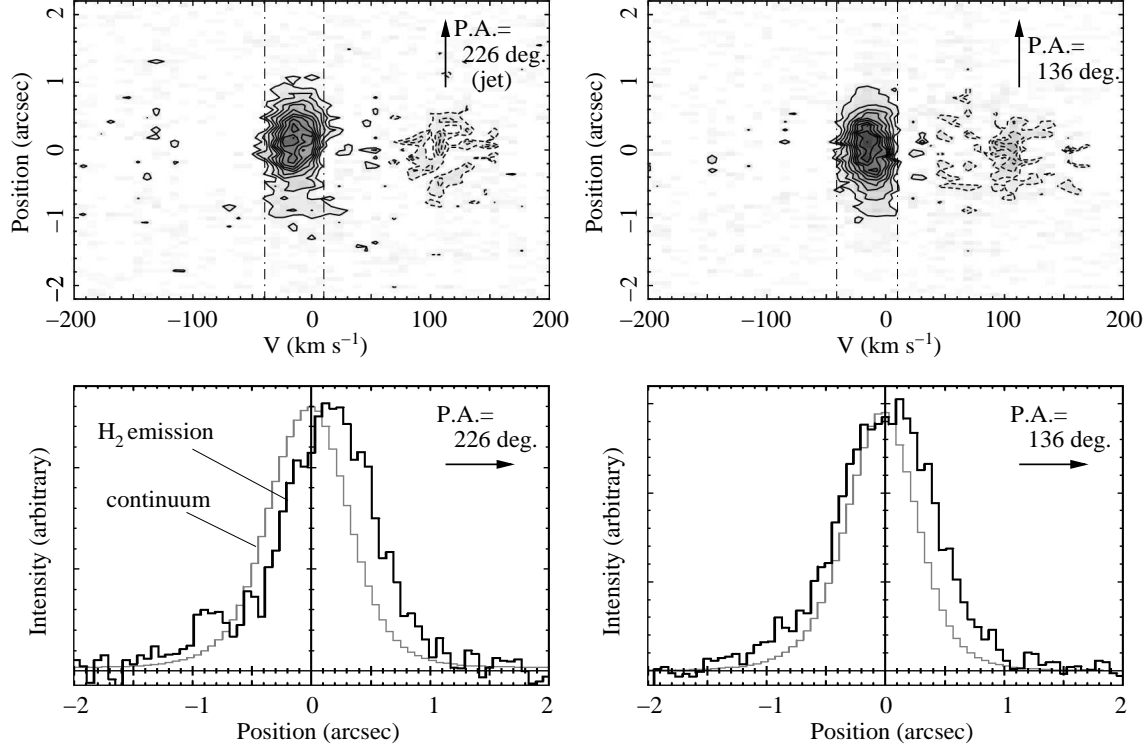 P.A.=
226 deg.
(jet)
Position (arcsec)
2
1
0
−1
−2
−200
−100
0
100
200
V (km s−1)
P.A.=
136 deg.
Position (arcsec)
2
1
0
1
−2
−200
−100
0
100
200
V (km s−1)
P.A.=
226 deg.
H2 emission
continuum
Intensity (arbitrary)
−2
−1
0
1
2
Position (arcsec)
P.A.=
136 deg.
Intensity (arbitrary)
−2
−1
0
1
2
Position (arcsec)